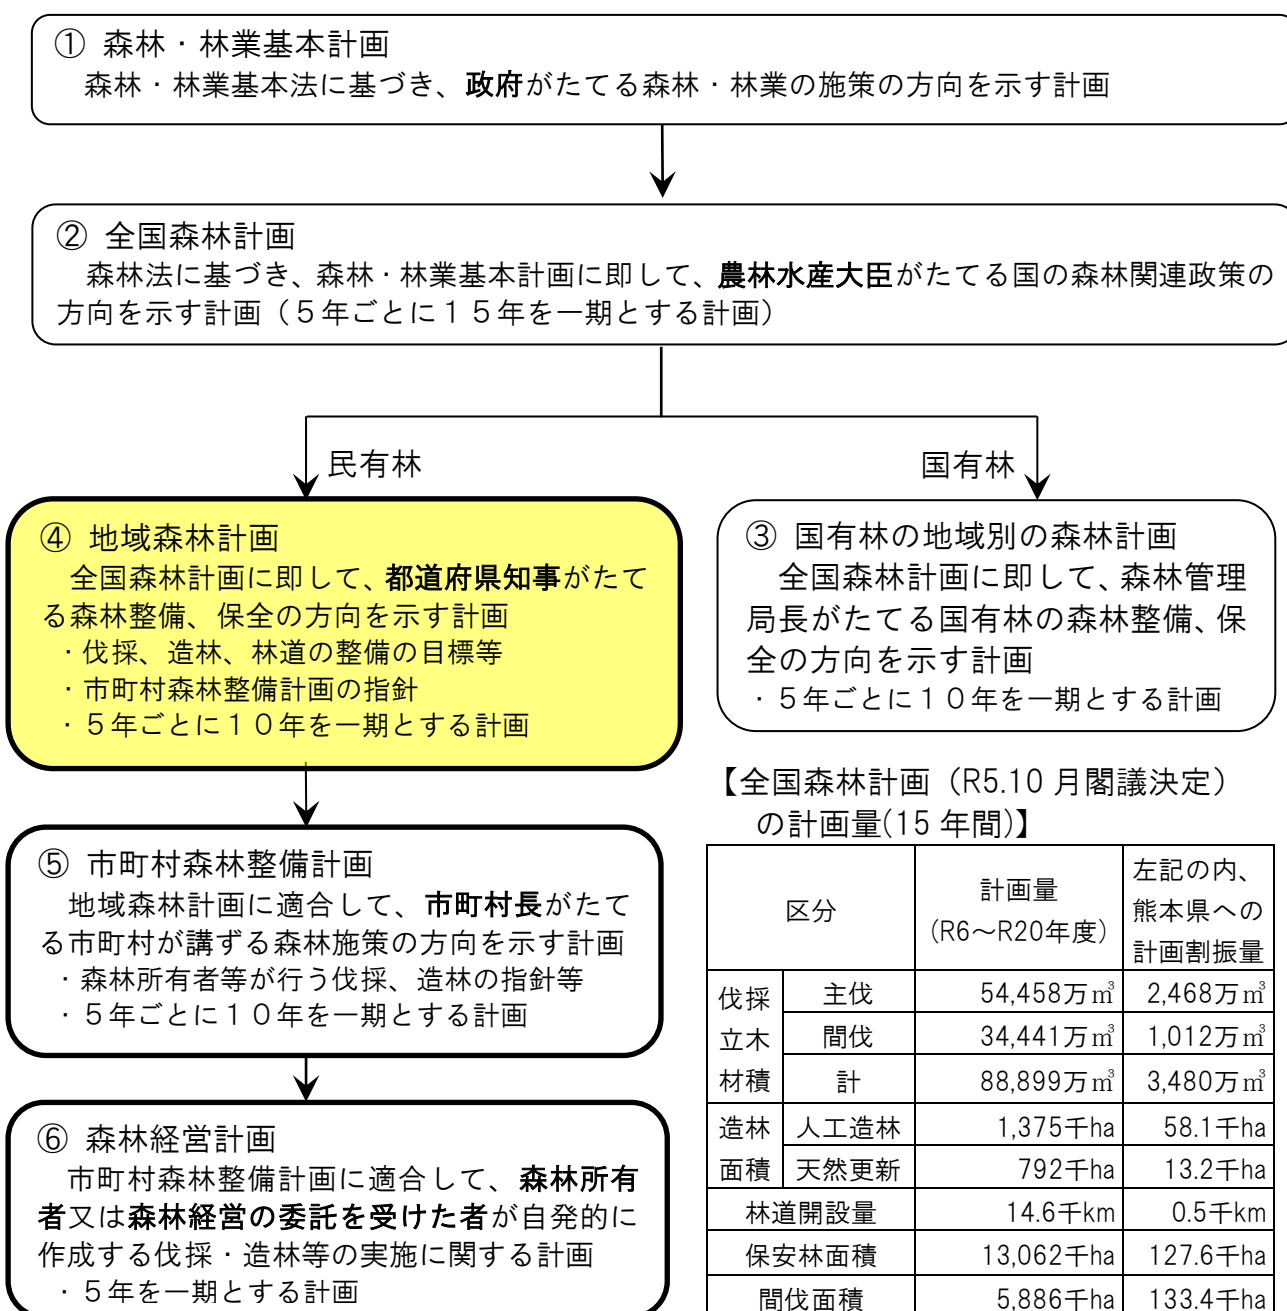 ① 森林・林業基本計画
森林・林業基本法に基づき、政府がたてる森林・林業の施策の方向を示す計画
② 全国森林計画
森林法に基づき、森林・林業基本計画に即して、農林水産大臣がたてる国の森林関連政策の
方向を示す計画（５年ごとに１５年を一期とする計画）
民有林
国有林
④ 地域森林計画
全国森林計画に即して、都道府県知事がたて
る森林整備、保全の方向を示す計画
・伐採、造林、林道の整備の目標等
・市町村森林整備計画の指針
・５年ごとに１０年を一期とする計画
③ 国有林の地域別の森林計画
全国森林計画に即して、森林管理
局長がたてる国有林の森林整備、保
全の方向を示す計画
・５年ごとに１０年を一期とする計画
⑤ 市町村森林整備計画
地域森林計画に適合して、市町村長がたて
る市町村が講ずる森林施策の方向を示す計画
・森林所有者等が行う伐採、造林の指針等
・５年ごとに１０年を一期とする計画
⑥ 森林経営計画
市町村森林整備計画に適合して、森林所有
者又は森林経営の委託を受けた者が自発的に
作成する伐採・造林等の実施に関する計画
・５年を一期とする計画
【全国森林計画（R5.10 月閣議決定）
の計画量(15 年間)】
区分 計画量 (R6～R20年度) 左記の内、熊本県への計画割振量
伐採立木材積 主伐 54,458万㎥ 2,468万㎥
間伐 34,441万㎥ 1,012万㎥
計 88,899万㎥ 3,480万㎥
造林面積 人工造林 1,375千ha 58.1千ha
天然更新 792千ha 13.2千ha
林道開設量 14.6千km 0.5千km
保安林面積 13,062千ha 127.6千ha
間伐面積 5,886千ha 133.4千ha